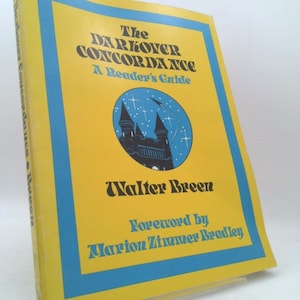 The
DARKOVER
CONCORDANCE
A Reader's Guide
Walter Breen
Foreword by
Marion Zimmer Bradley